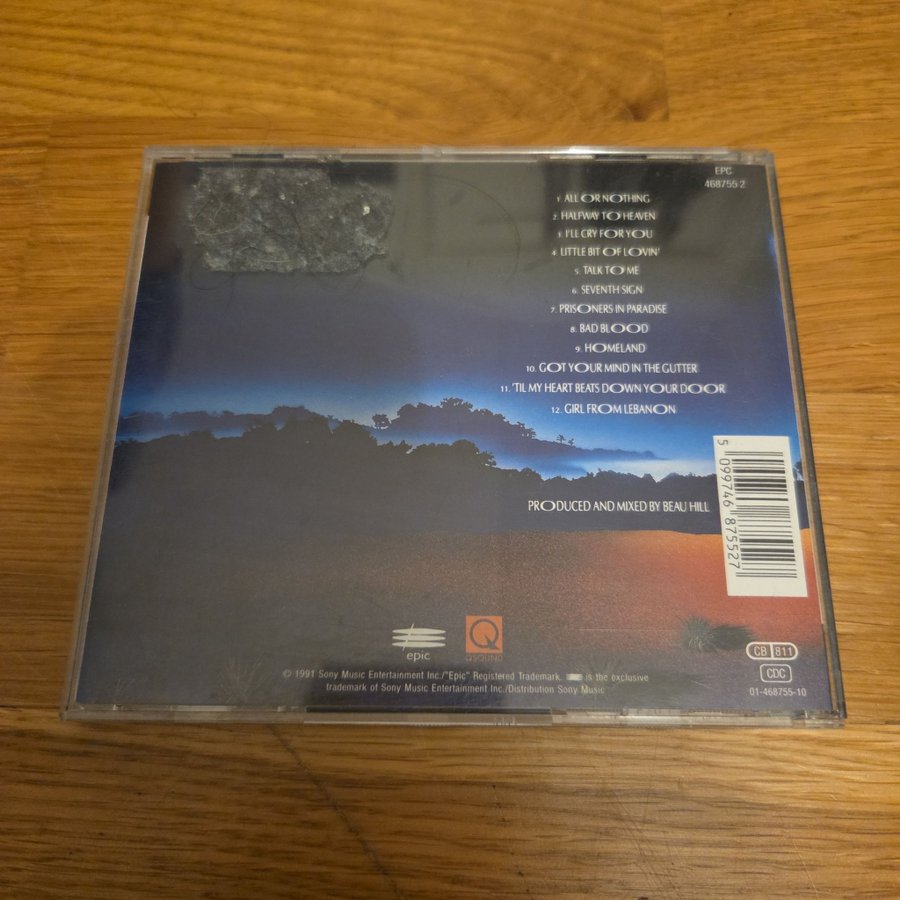 EPC
468755 2
1. ALL OR NOTHING
2. HALFWAY TO HEAVEN
3. I'LL CRY FOR YOU
4. LITTLE BIT OF LOVIN'
5. TALK TO ME
6. SEVENTH SIGN
7. PRISONERS IN PARADISE
8. BAD BLOOD
9. HOMELAND
10. GOT YOUR MIND IN THE GUTTER
11. 'TIL MY HEART BEATS DOWN YOUR DOOR
12. GIRL FROM LEBANON
5 099746 875527
PRODUCED AND MIXED BY BEAU HILL
epic
Q
QSOUND
© 1991 Sony Music Entertainment Inc./"Epic" Registered Trademark. is the exclusive
trademark of Sony Music Entertainment Inc./Distribution Sony Music
CB 811
CDC
01-468755-10